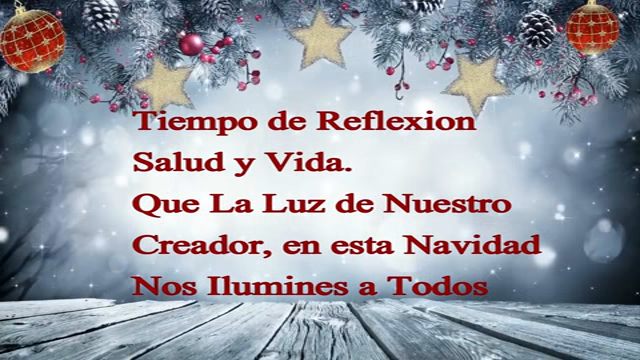 Tiempo de Reflexion
Salud y Vida.
Que La Luz de Nuestro
Creador, en esta Navidad
Nos Ilumines a Todos